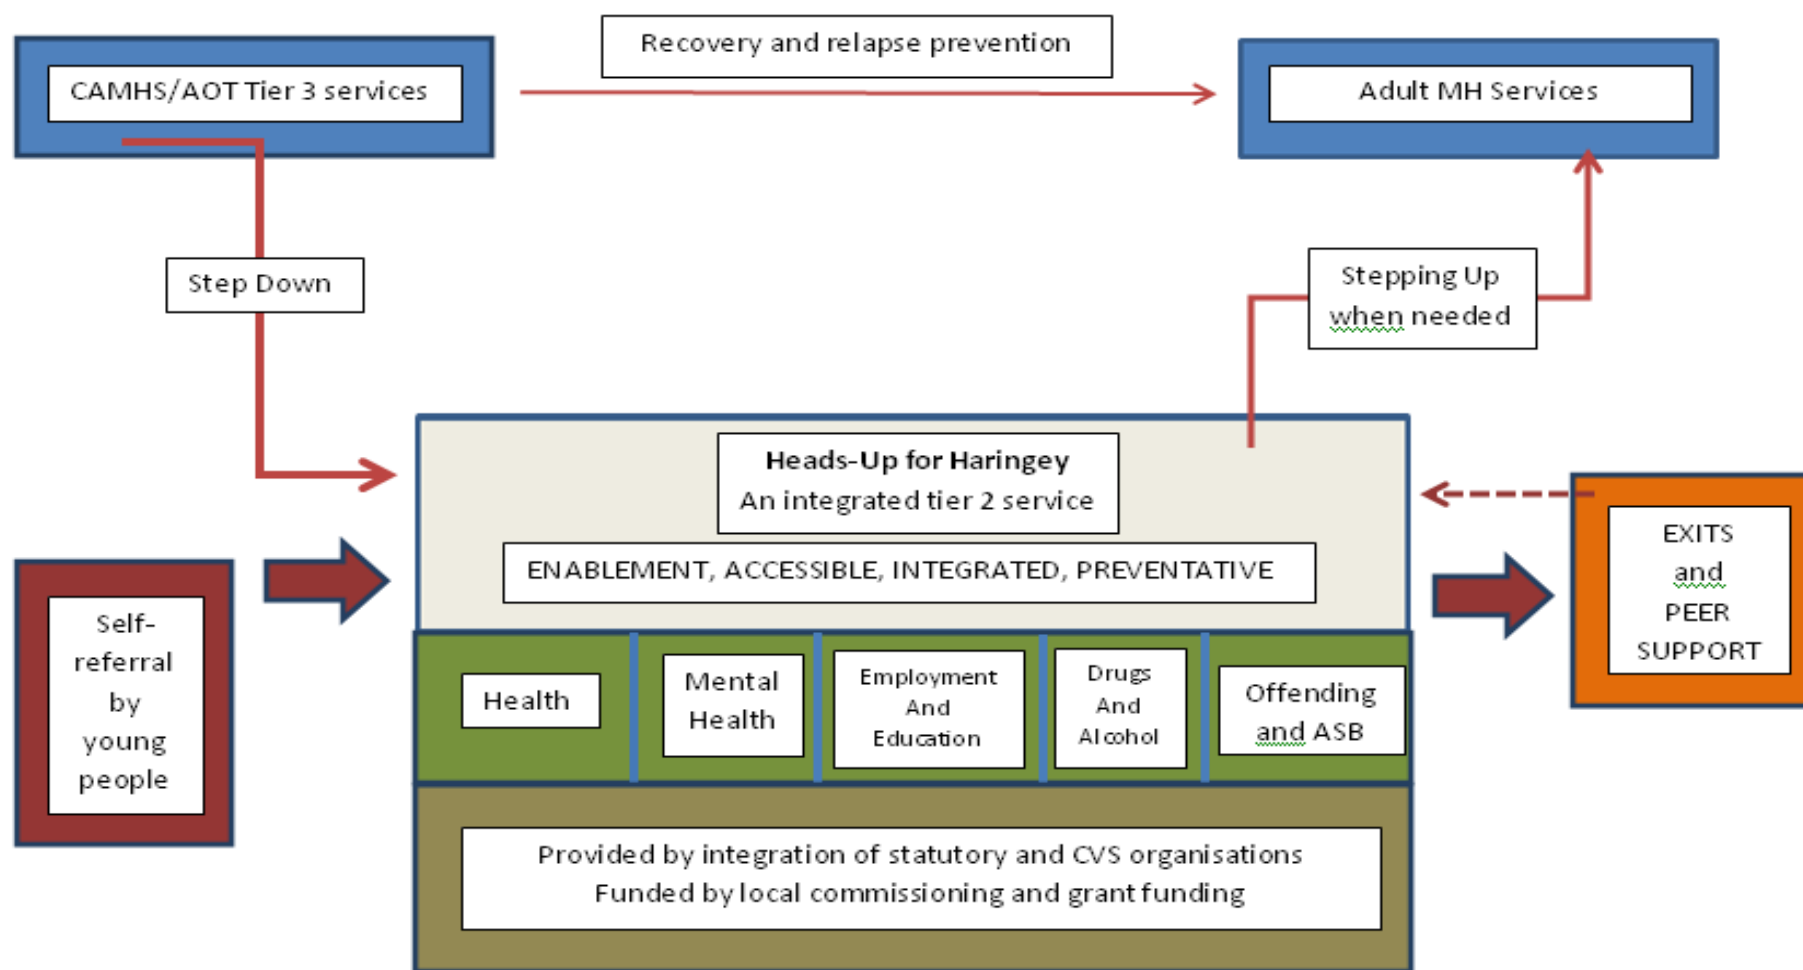 Recovery and relapse prevention
CAMHS/AOT Tier 3 services
Adult MH Services
Step Down
Stepping Up
when needed
Heads-Up for Haringey
An integrated tier 2 service
ENABLEMENT, ACCESSIBLE, INTEGRATED, PREVENTATIVE
Self-
referral
by
young
people
EXITS
and
PEER
SUPPORT
Health
Mental
Health
Employment
And
Education
Drugs
And
Alcohol
Offending
and ASB
Provided by integration of statutory and CVS organisations
Funded by local commissioning and grant funding